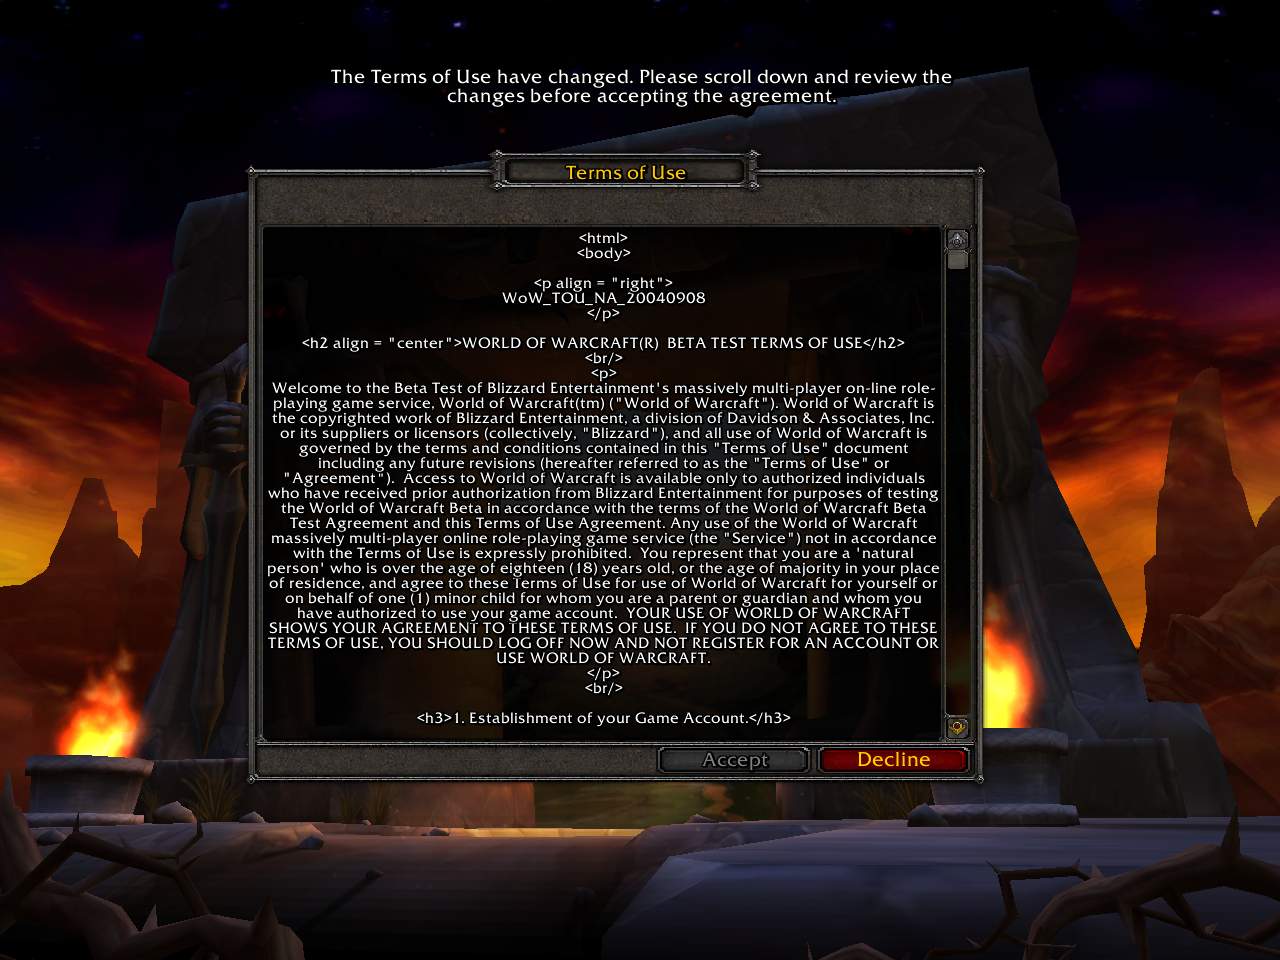 The Terms of Use have changed. Please scroll down and review the
changes before accepting the agreement.
Terms of Use
<html>
<body>
<p align = "right">
WoW_TOU_NA_20040908
</p>
<h2 align = "center">WORLD OF WARCRAFT(R)  BETA TEST TERMS OF USE</h2>
<br/>
<p>
Welcome to the Beta Test of Blizzard Entertainment's massively multi-player on-line role-
playing game service, World of Warcraft(tm) ("World of Warcraft"). World of Warcraft is
the copyrighted work of Blizzard Entertainment, a division of Davidson & Associates, Inc.
or its suppliers or licensors (collectively, "Blizzard"), and all use of World of Warcraft is
governed by the terms and conditions contained in this "Terms of Use" document
including any future revisions (hereafter referred to as the "Terms of Use" or
"Agreement").  Access to World of Warcraft is available only to authorized individuals
who have received prior authorization from Blizzard Entertainment for purposes of testing
the World of Warcraft Beta in accordance with the terms of the World of Warcraft Beta
Test Agreement and this Terms of Use Agreement. Any use of the World of Warcraft
massively multi-player online role-playing game service (the "Service") not in accordance
with the Terms of Use is expressly prohibited.  You represent that you are a 'natural
person' who is over the age of eighteen (18) years old, or the age of majority in your place
of residence, and agree to these Terms of Use for use of World of Warcraft for yourself or
on behalf of one (1) minor child for whom you are a parent or guardian and whom you
have authorized to use your game account.  YOUR USE OF WORLD OF WARCRAFT
SHOWS YOUR AGREEMENT TO THESE TERMS OF USE.  IF YOU DO NOT AGREE TO THESE
TERMS OF USE, YOU SHOULD LOG OFF NOW AND NOT REGISTER FOR AN ACCOUNT OR
USE WORLD OF WARCRAFT.
</p>
<br/>
<h3>1. Establishment of your Game Account.</h3>
Accept
Decline